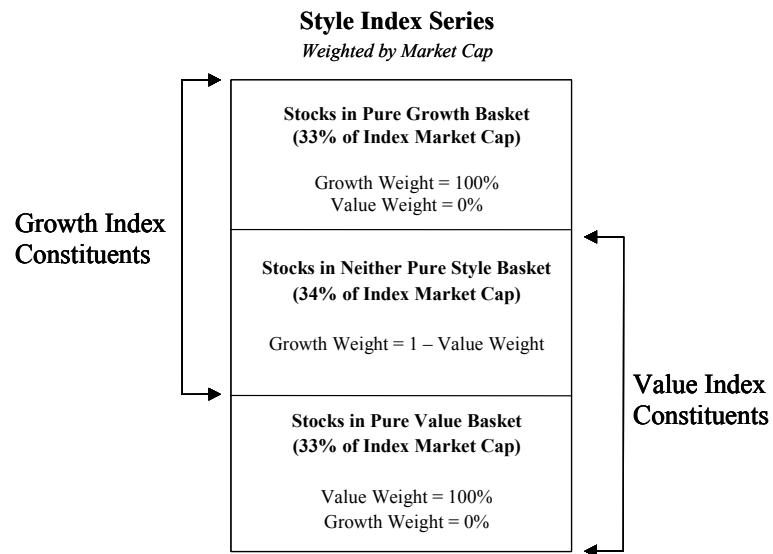 Style Index Series
Weighted by Market Cap
Stocks in Pure Growth Basket
(33% of Index Market Cap)
Growth Weight = 100%
Value Weight = 0%
Growth Index
Constituents
Stocks in Neither Pure Style Basket
(34% of Index Market Cap)
Growth Weight = 1 – Value Weight
Value Index
Constituents
Stocks in Pure Value Basket
(33% of Index Market Cap)
Value Weight = 100%
Growth Weight = 0%